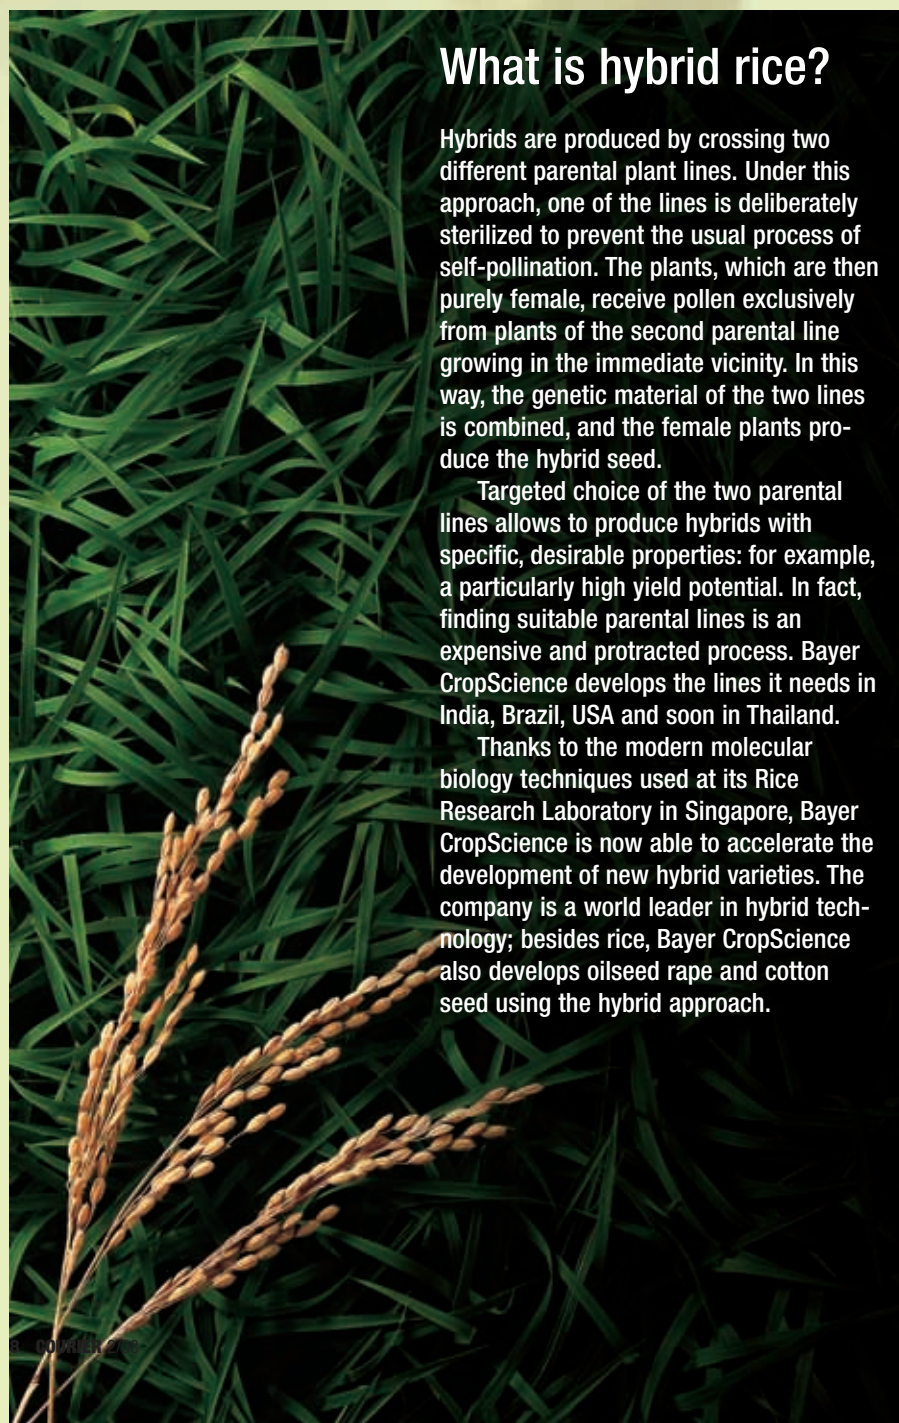 What is hybrid rice?
Hybrids are produced by crossing two
different parental plant lines. Under this
approach, one of the lines is deliberately
sterilized to prevent the usual process of
self-pollination. The plants, which are then
purely female, receive pollen exclusively
from plants of the second parental line
growing in the immediate vicinity. In this
way, the genetic material of the two lines
is combined, and the female plants pro-
duce the hybrid seed.
Targeted choice of the two parental
lines allows to produce hybrids with
specific, desirable properties: for example,
a particularly high yield potential. In fact,
finding suitable parental lines is an
expensive and protracted process. Bayer
CropScience develops the lines it needs in
India, Brazil, USA and soon in Thailand.
Thanks to the modern molecular
biology techniques used at its Rice
Research Laboratory in Singapore, Bayer
CropScience is now able to accelerate the
development of new hybrid varieties. The
company is a world leader in hybrid tech-
nology; besides rice, Bayer CropScience
also develops oilseed rape and cotton
seed using the hybrid approach.
COURIER